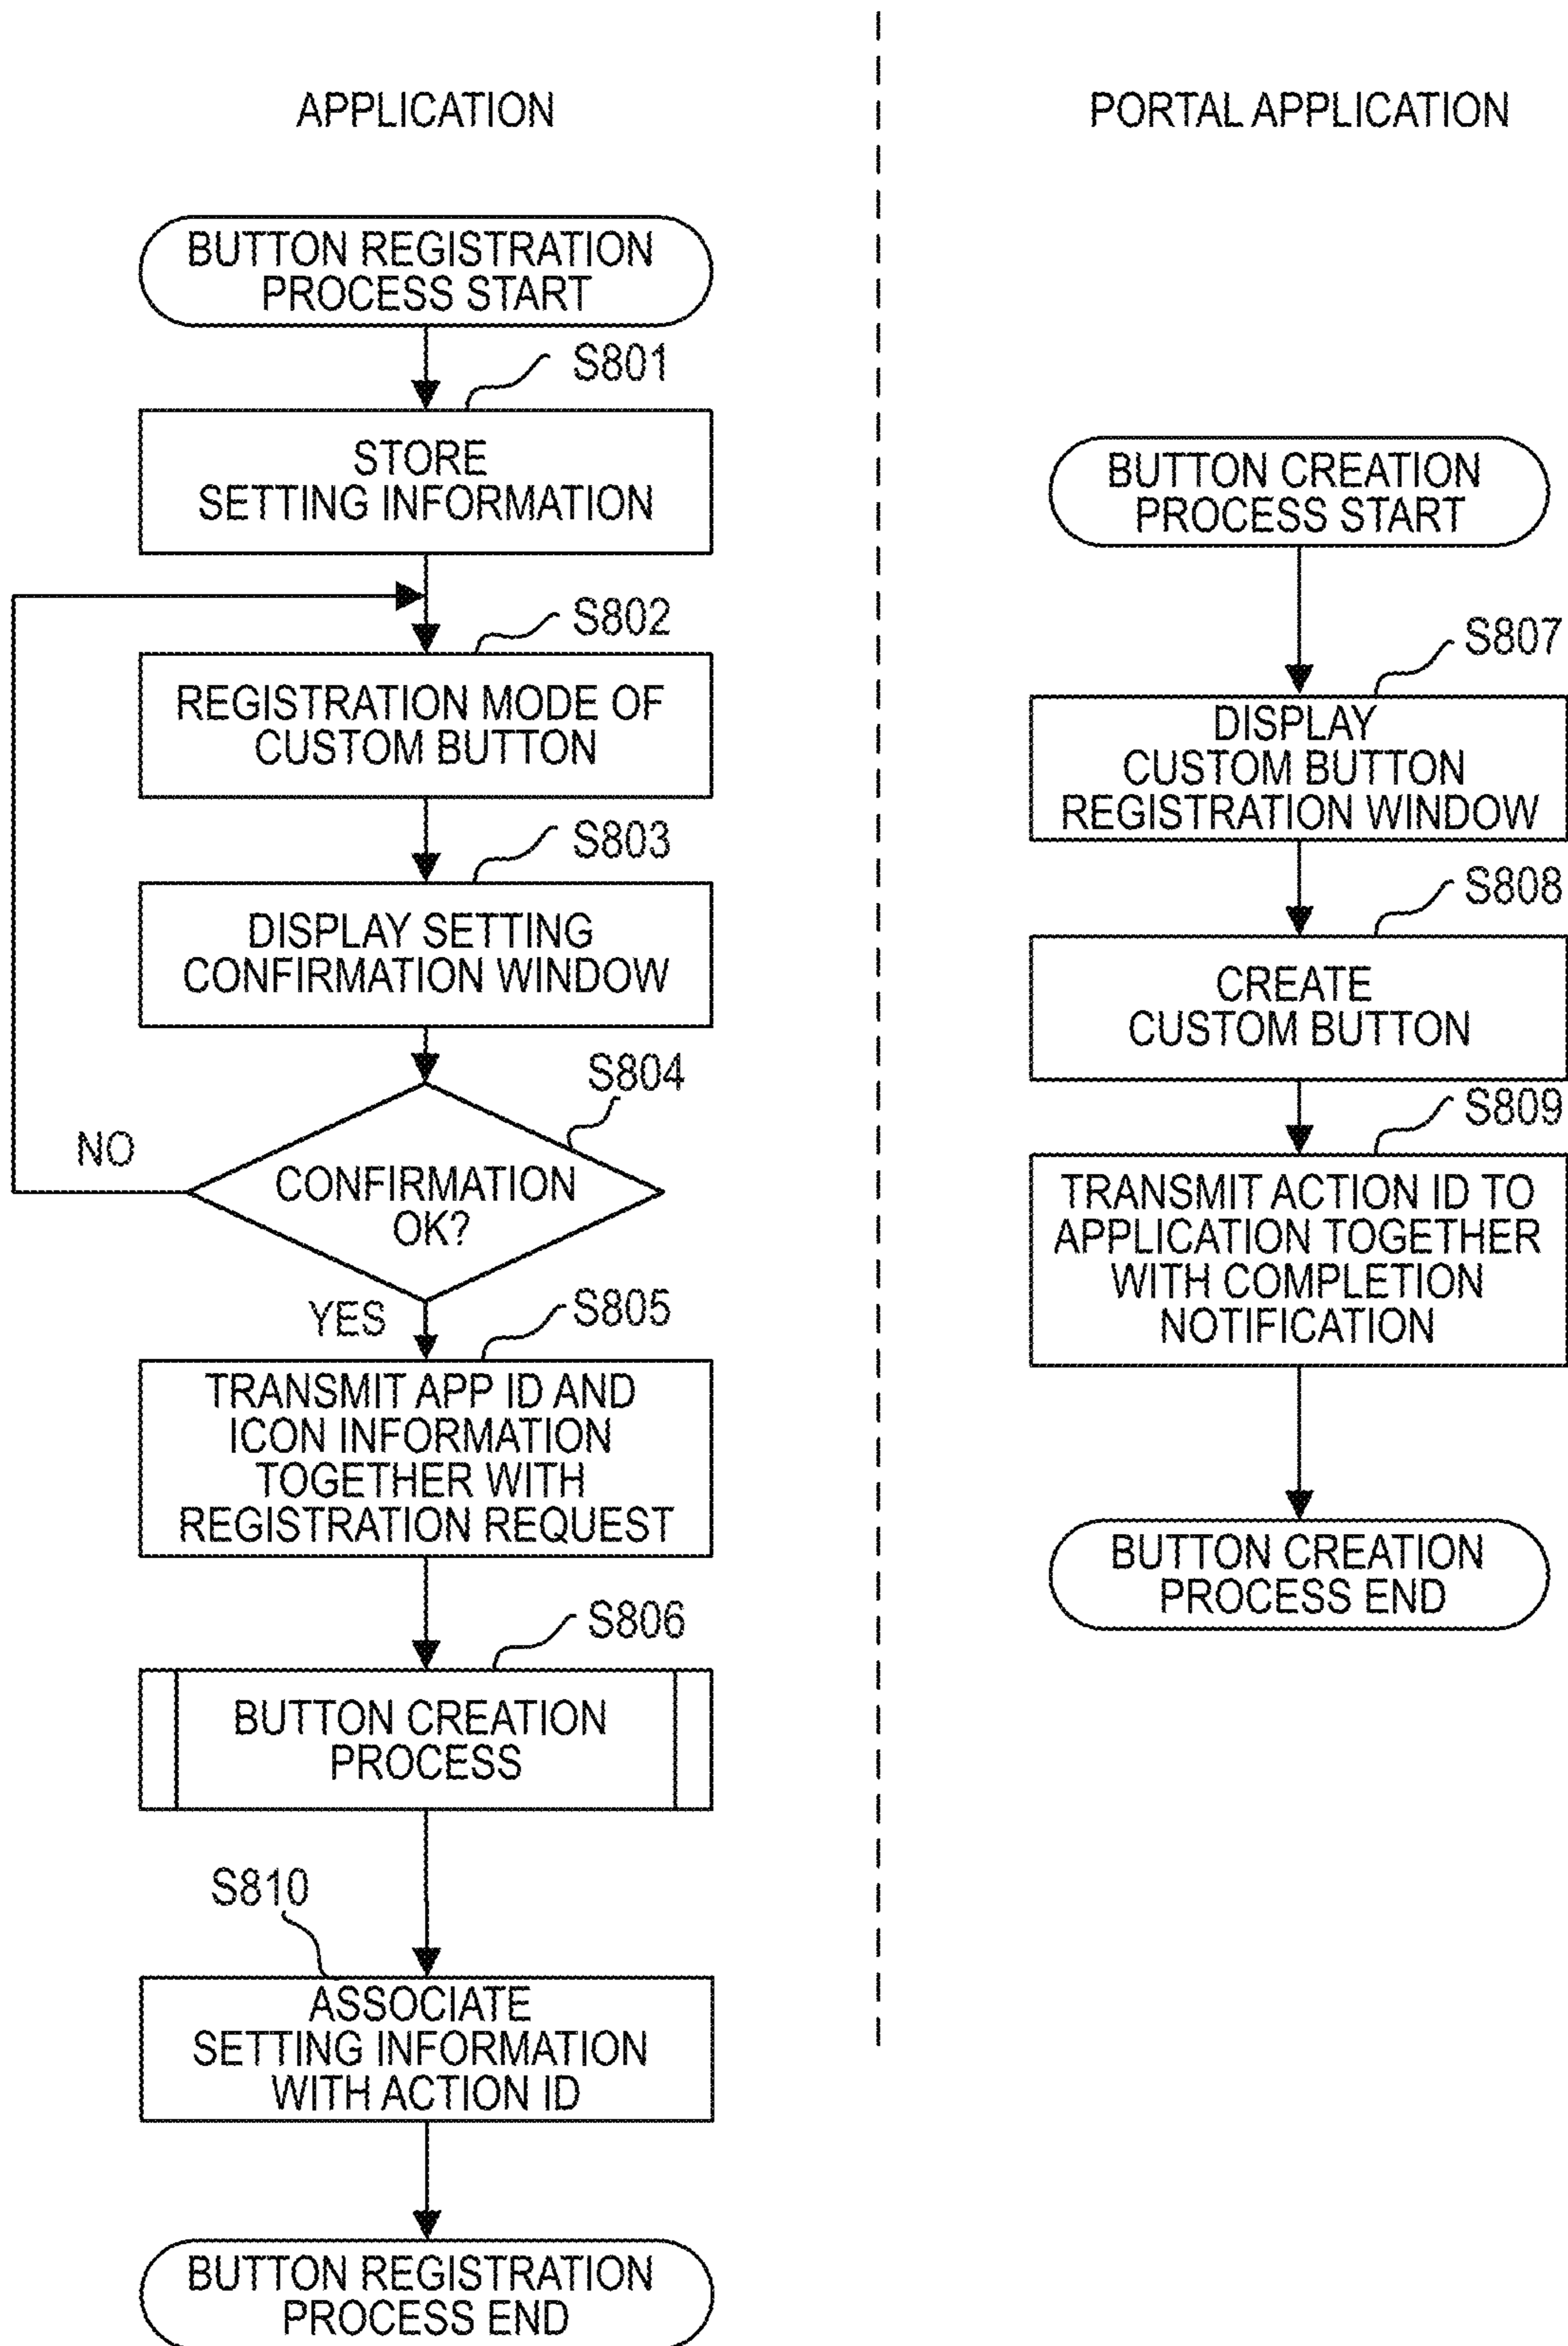 APPLICATION
BUTTON REGISTRATION
PROCESS START
S801
STORE
SETTING INFORMATION
S802
REGISTRATION MODE OF
CUSTOM BUTTON
S803
DISPLAY SETTING
CONFIRMATION WINDOW
S804
NO
CONFIRMATION
OK?
YES
S805
TRANSMIT APP ID AND
ICON INFORMATION
TOGETHER WITH
REGISTRATION REQUEST
S806
BUTTON CREATION
PROCESS
S810
ASSOCIATE
SETTING INFORMATION
WITH ACTION ID
BUTTON REGISTRATION
PROCESS END
PORTAL APPLICATION
BUTTON CREATION
PROCESS START
S807
DISPLAY
CUSTOM BUTTON
REGISTRATION WINDOW
S808
CREATE
CUSTOM BUTTON
S809
TRANSMIT ACTION ID TO
APPLICATION TOGETHER
WITH COMPLETION
NOTIFICATION
BUTTON CREATION
PROCESS END